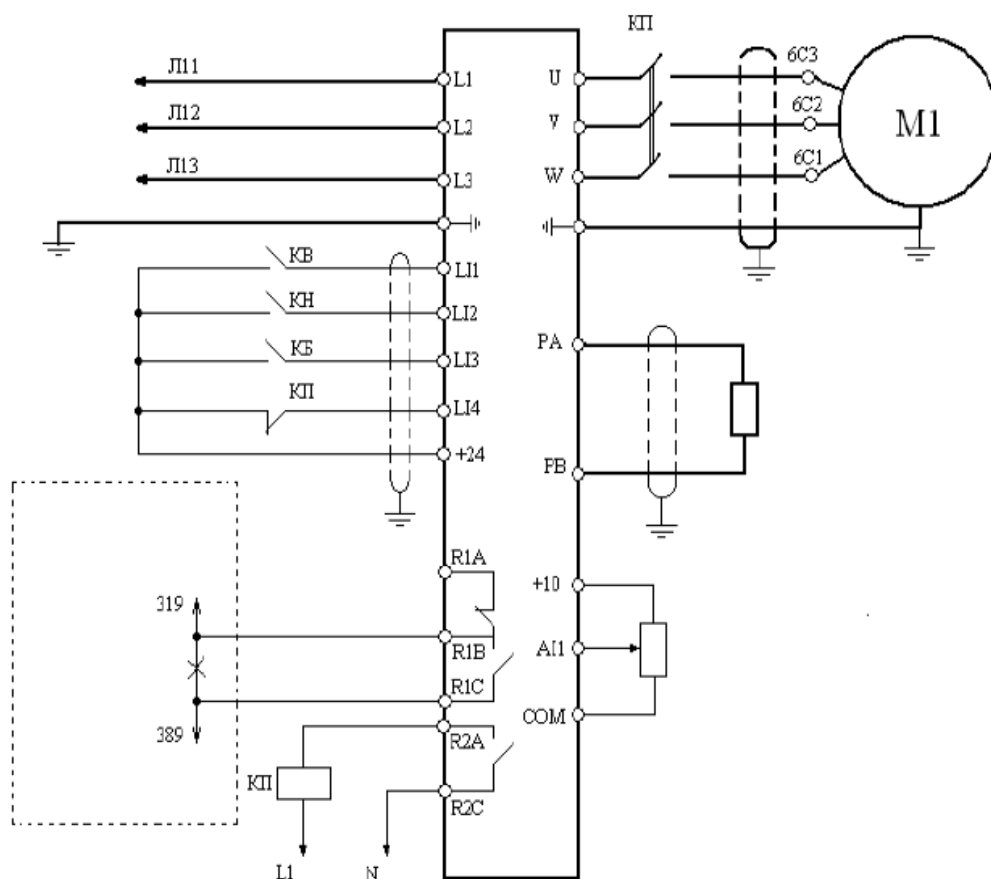 КП
Л11
L1
U
6С3
Л12
L2
V
6С2
М1
Л13
L3
W
6С1
КВ
LI1
КН
LI2
КБ
LI3
PA
КП
LI4
+24
PB
R1A
+10
319
R1B
AI1
R1C
COM
389
R2A
КП
R2C
L1
N